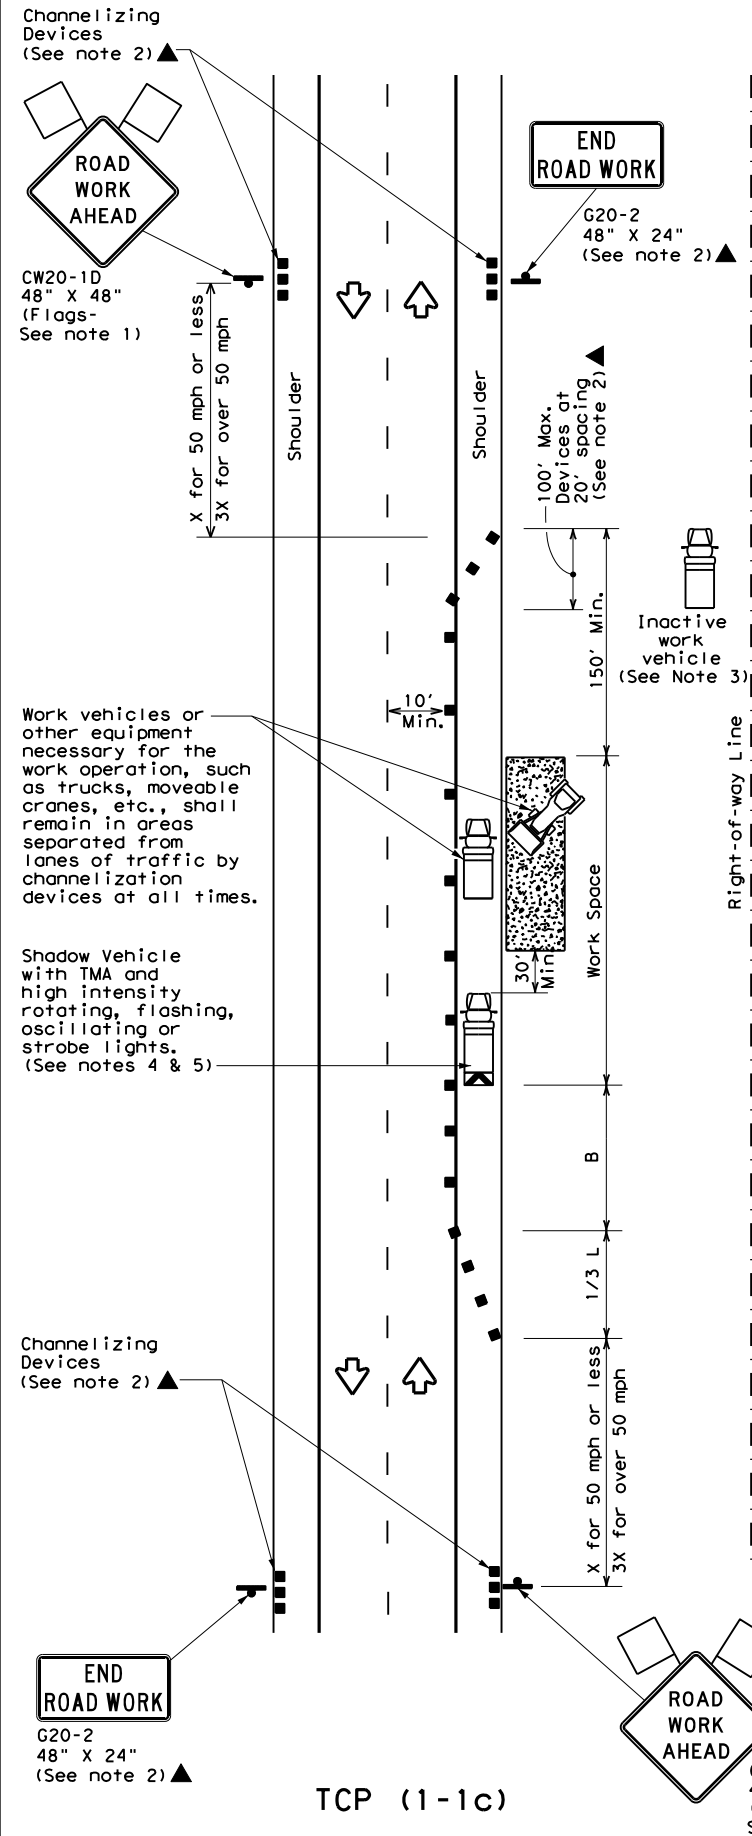 Channelizing
Devices
(See note 2)
ROAD
WORK
AHEAD
CW20-1D
48" X 48"
(Flags-
See note 1)
END
ROAD WORK
G20-2
48" X 24"
(See note 2)
X for 50 mph or less
3X for over 50 mph
Shoulder
Shoulder
100' Max.
Devices at
20' spacing
(See note 2)
150' Min.
Inactive
work
vehicle
(See Note 3)
10'
Min.
Work vehicles or
other equipment
necessary for the
work operation, such
as trucks, moveable
cranes, etc., shall
remain in areas
separated from
lanes of traffic by
channelization
devices at all times.
Right-of-way Line
Work Space
30'
Min.
Shadow Vehicle
with TMA and
high intensity
rotating, flashing,
oscillating or
strobe lights.
(See notes 4 & 5)
B
1/3 L
Channelizing
Devices
(See note 2)
X for 50 mph or less
3X for over 50 mph
END
ROAD WORK
G20-2
48" X 24"
(See note 2)
ROAD
WORK
AHEAD
TCP (1-1c)